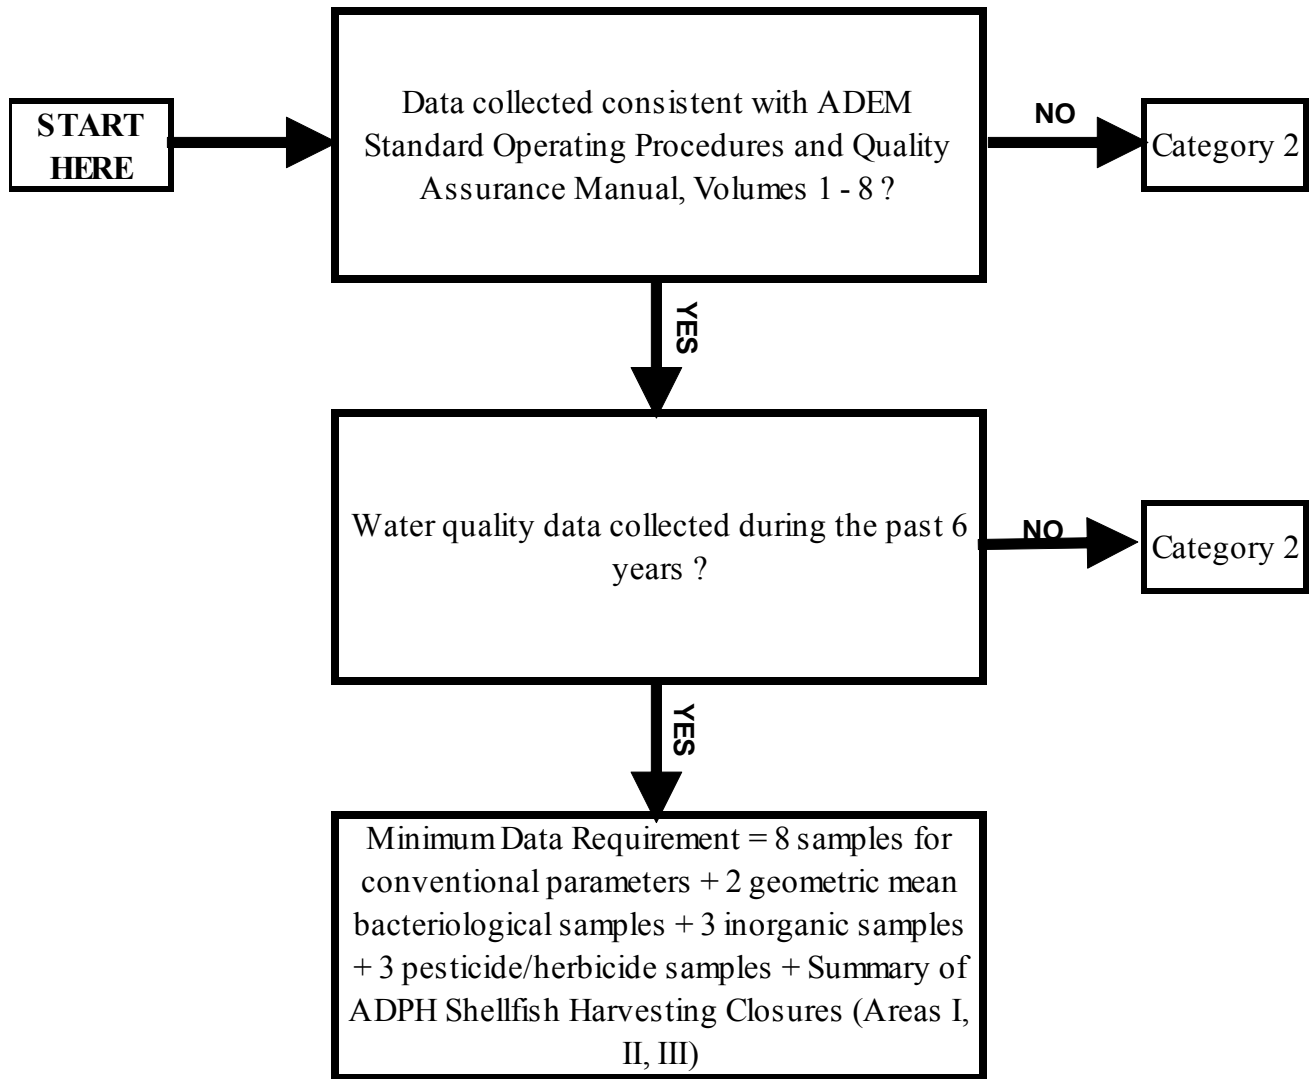 START
HERE
Data collected consistent with ADEM
Standard Operating Procedures and Quality
Assurance Manual, Volumes 1 - 8 ?
NO
Category 2
YES
Water quality data collected during the past 6
years ?
NO
Category 2
YES
Minimum Data Requirement = 8 samples for
conventional parameters + 2 geometric mean
bacteriological samples + 3 inorganic samples
+ 3 pesticide/herbicide samples + Summary of
ADPH Shellfish Harvesting Closures (Areas I,
II, III)